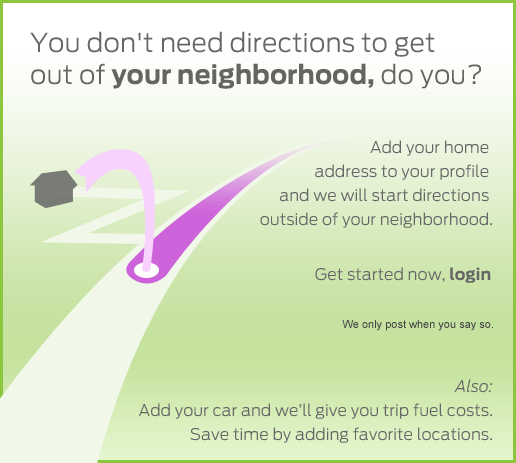 You don't need directions to get
out of your neighborhood, do you?
Add your home
address to your profile
and we will start directions
outside of your neighborhood.
Get started now, login
We only post when you say so.
Also:
Add your car and we’ll give you trip fuel costs.
Save time by adding favorite locations.